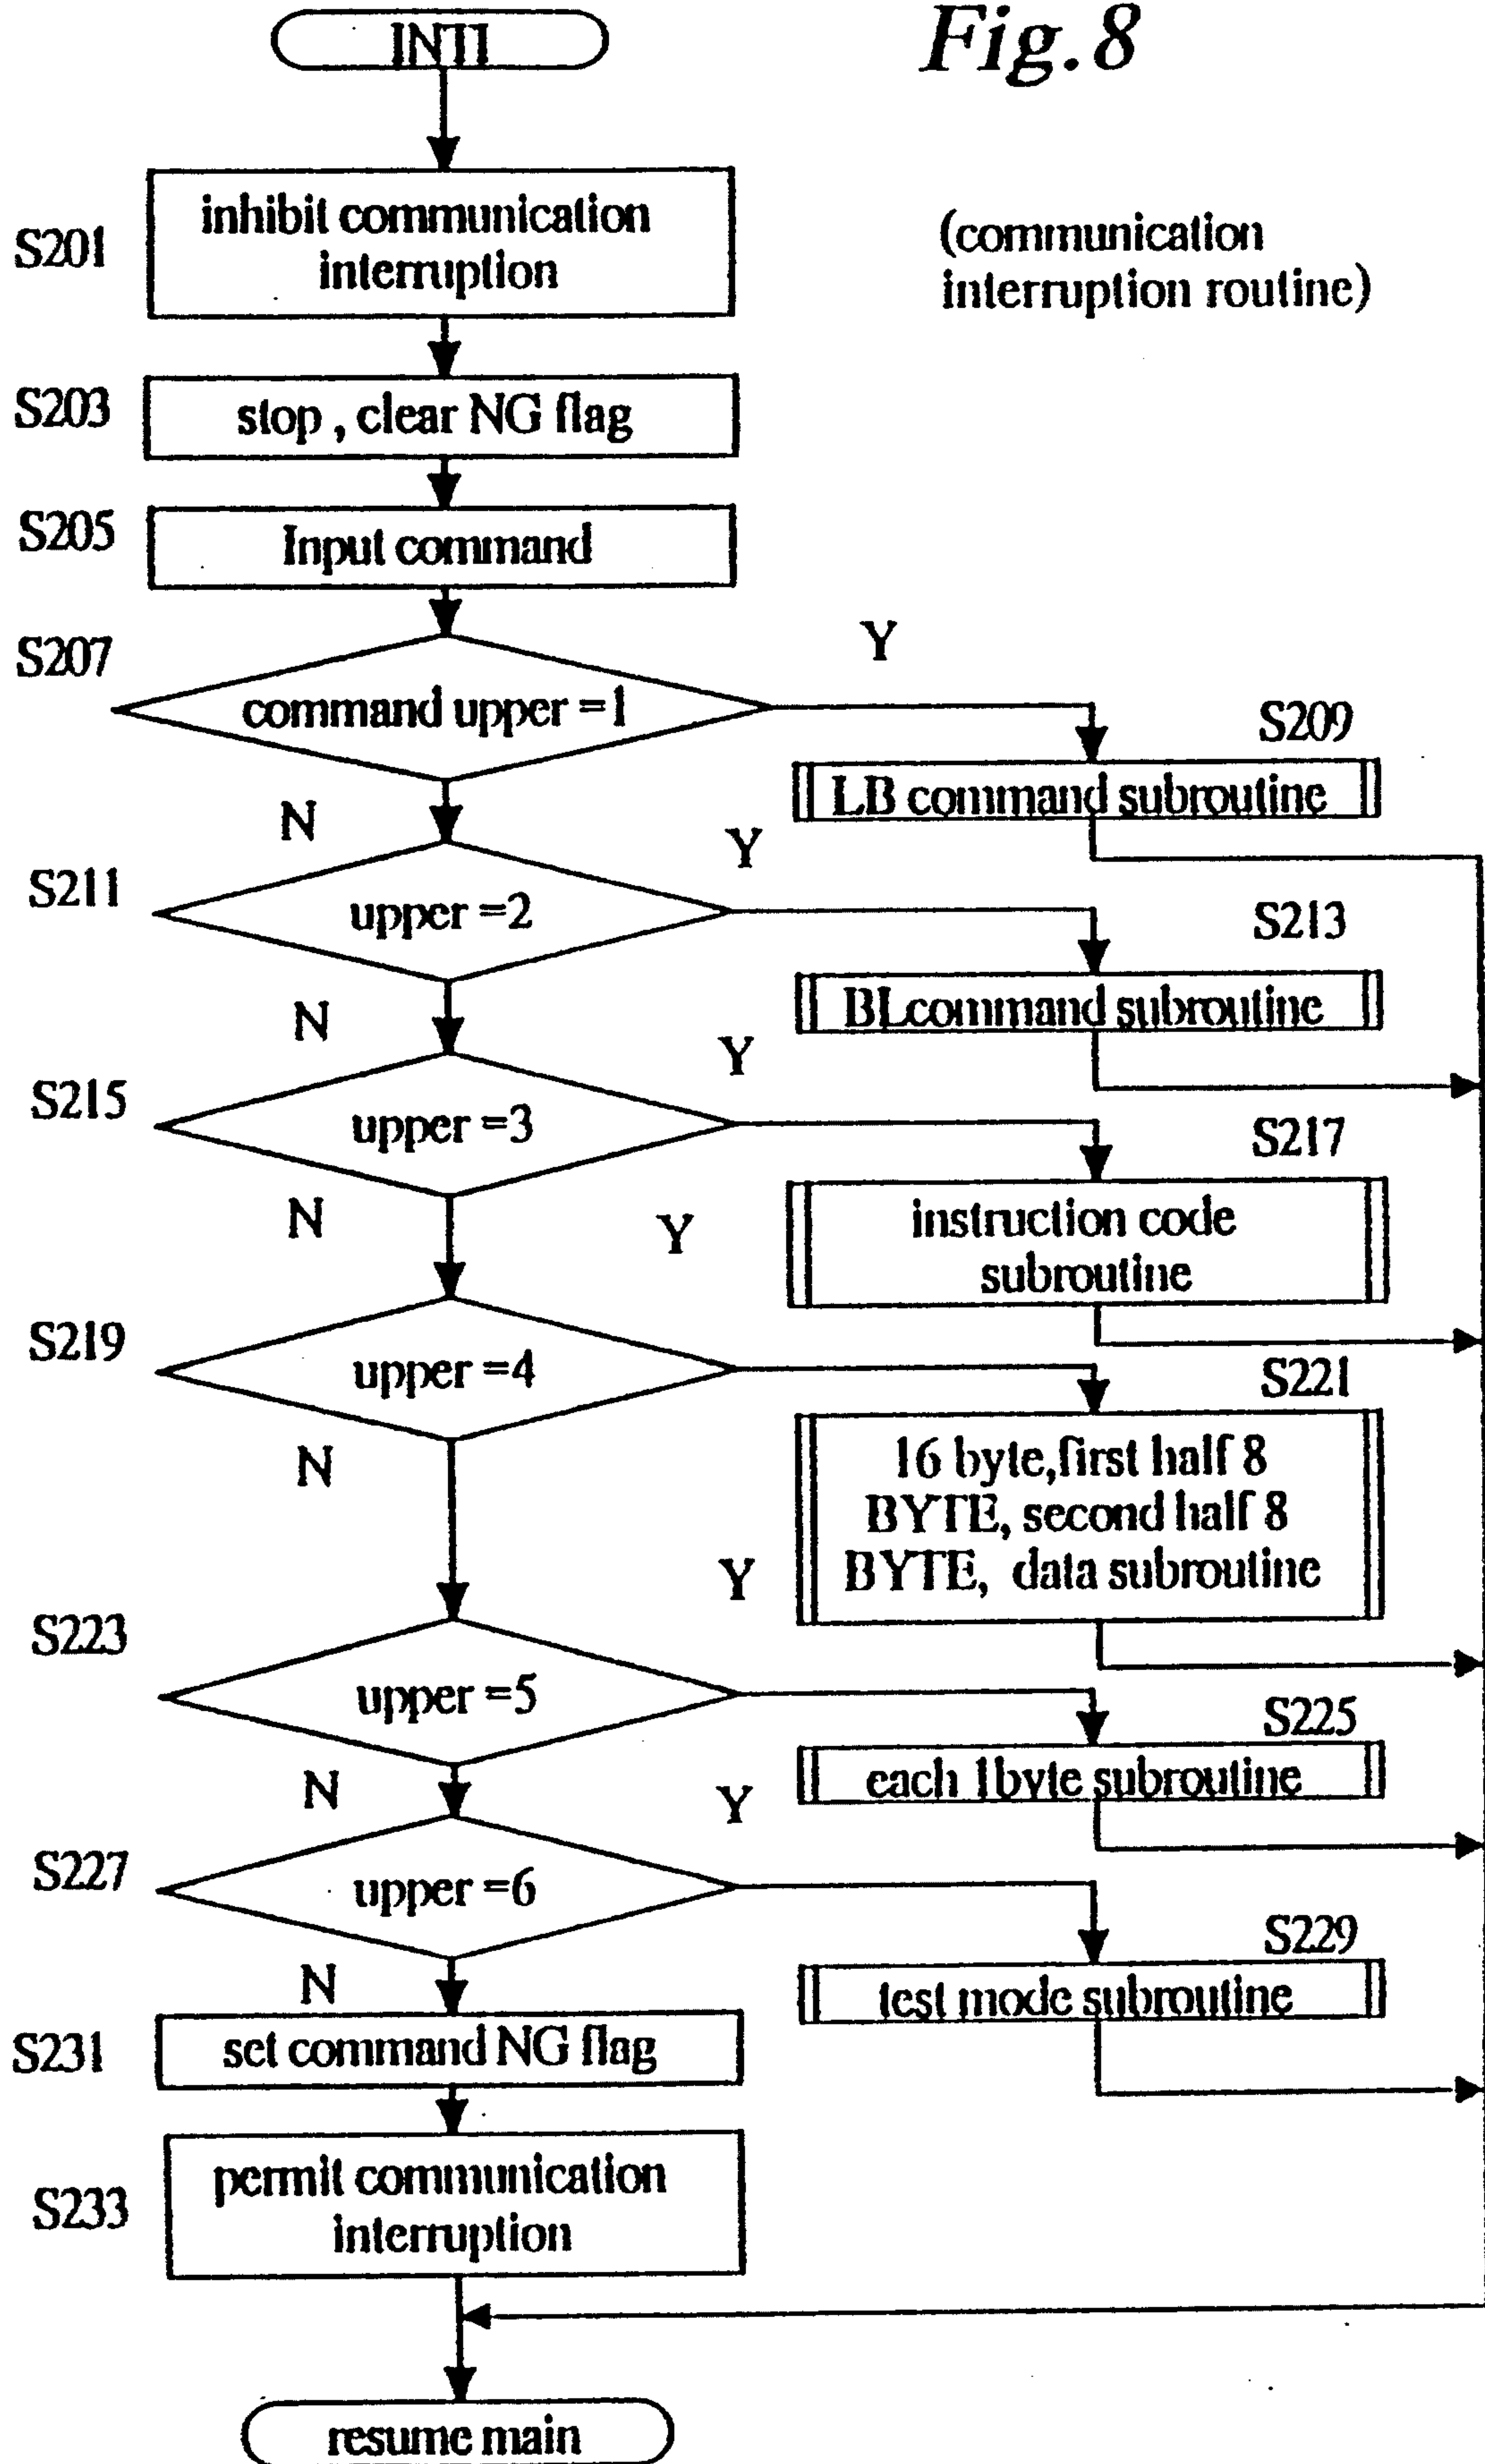 INTI
Fig. 8
S201
inhibit communication
interruption
(communication
interruption routine)
S203
stop , clear NG flag
S205
Input command
S207
command upper =1
Y
S209
LB command subroutine
N
S211
upper =2
Y
S213
BLcommand subroutine
N
S215
upper =3
Y
S217
instruction code
subroutine
N
S219
upper =4
Y
S221
16 byte,first half 8
BYTE, second half 8
BYTE, data subroutine
N
S223
upper =5
Y
S225
each 1byte subroutine
N
S227
upper =6
Y
S229
test mode subroutine
N
S231
set command NG flag
S233
permit communication
interruption
resume main